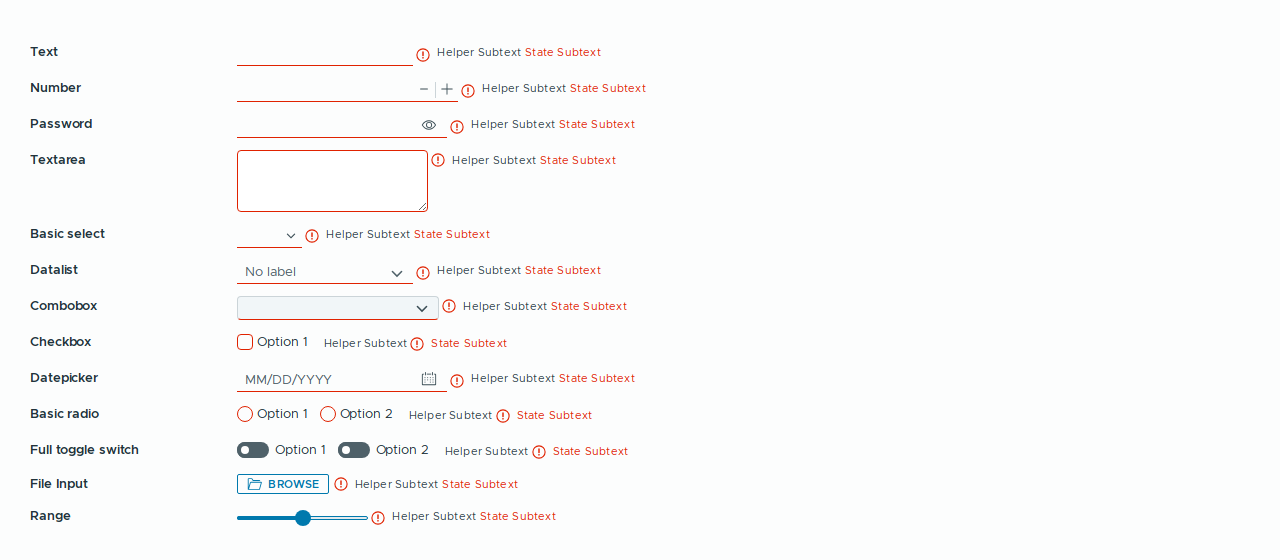 Text Helper Subtext State Subtext
Number Helper Subtext State Subtext
Password Helper Subtext State Subtext
Textarea Helper Subtext State Subtext
Basic select Helper Subtext State Subtext
Datalist No label Helper Subtext State Subtext
Combobox Helper Subtext State Subtext
Checkbox Option 1 Helper Subtext State Subtext
Datepicker MM/DD/YYYY Helper Subtext State Subtext
Basic radio Option 1 Option 2 Helper Subtext State Subtext
Full toggle switch Option 1 Option 2 Helper Subtext State Subtext
File Input BROWSE Helper Subtext State Subtext
Range Helper Subtext State Subtext